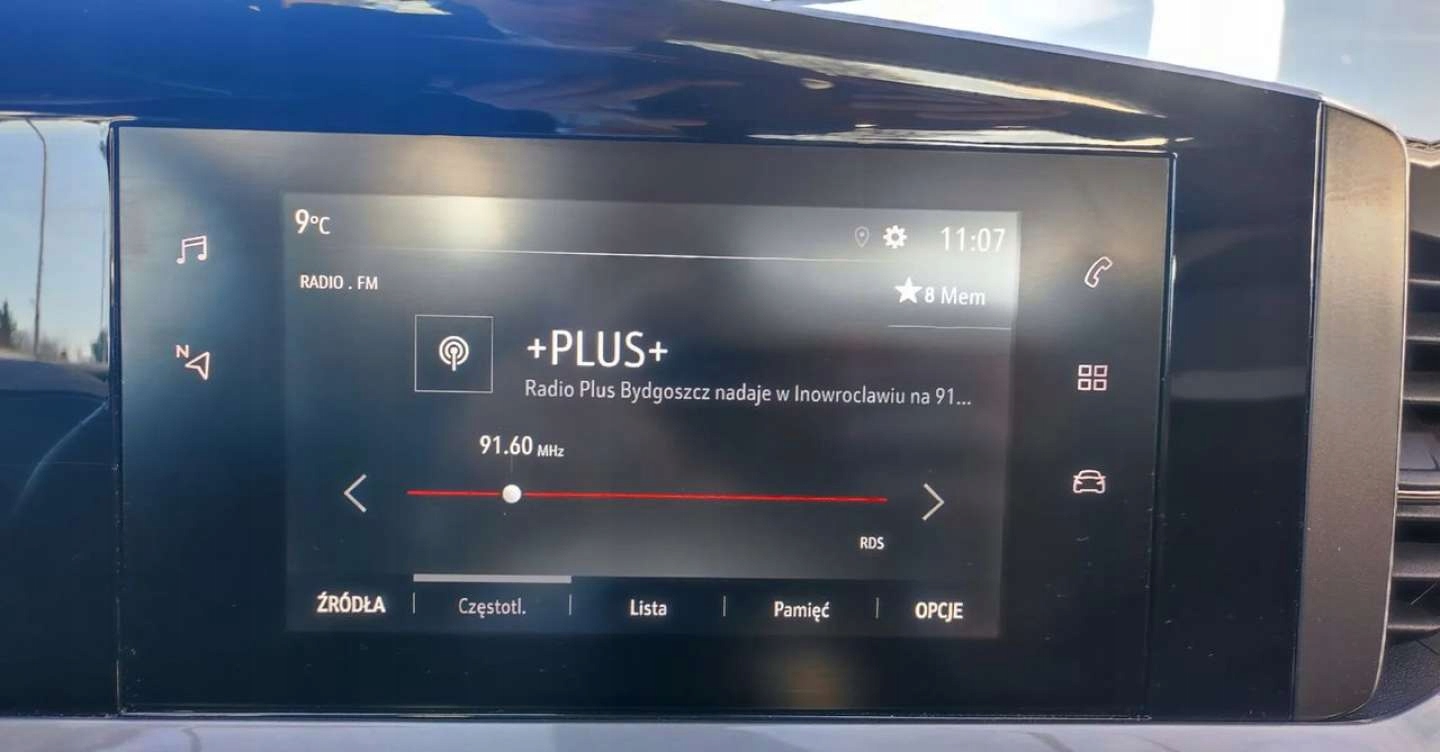 9°C
11:07
RADIO . FM
8 Mem
+PLUS+
Radio Plus Bydgoszcz nadaje w Inowroclawiu na 91...
N
91.60 MHz
RDS
ŹRÓDŁA
Częstotl.
Lista
Pamięć
OPCJE